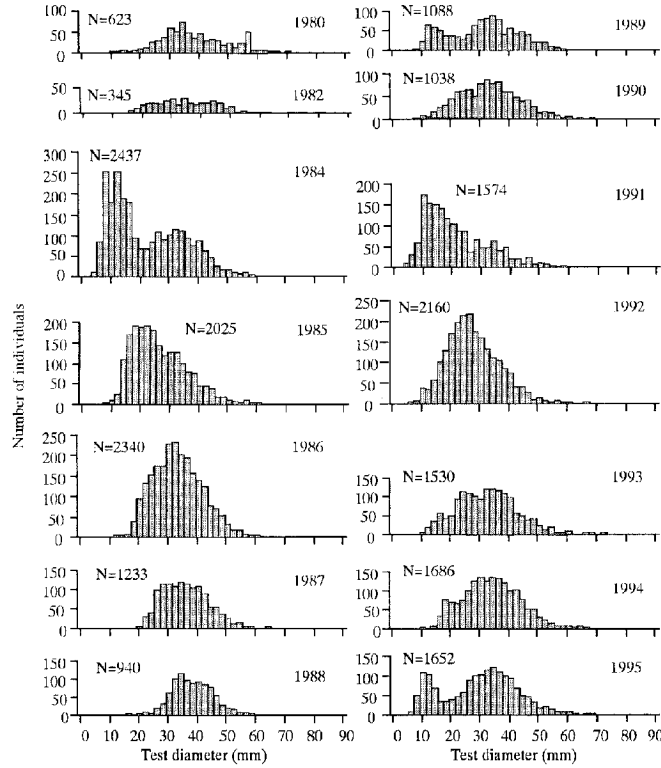 100 N=623 1980
50
0
50 N=345 1982
0
300 N=2437 1984
250
200
150
100
50
0
200 N=2025 1985
150
100
50
0
250 N=2340 1986
200
150
100
50
0
150 N=1233 1987
100
50
0
150 N=940 1988
100
50
0
0 10 20 30 40 50 60 70 80 90
Test diameter (mm)
Number of individuals
100 N=1088 1989
50
0
100 N=1038 1990
50
0
200 N=1574 1991
150
100
50
0
250 N=2160 1992
200
150
100
50
0
150 N=1530 1993
100
50
0
150 N=1686 1994
100
50
0
150 N=1652 1995
100
50
0
0 10 20 30 40 50 60 70 80 90
Test diameter (mm)